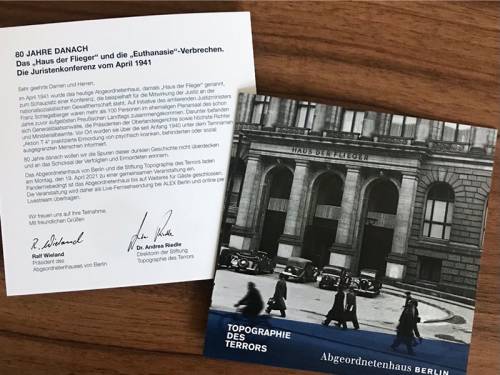 80 JAHRE DANACH
Das „Haus der Flieger“ und die „Euthanasie“-Verbrechen.
Die Juristenkonferenz vom April 1941
Sehr geehrte Damen und Herren,
im April 1941 wurde das heutige Abgeordnetenhaus, damals „Haus der Flieger“ genannt,
zum Schauplatz einer Konferenz, die beispielhaft für die Mitwirkung der Justiz an der
nationalsozialistischen Gewaltherrschaft steht. Auf Initiative des amtierenden Justizministers
Franz Schlegelberger waren mehr als 100 Personen im ehemaligen Plenarsaal des schon
Jahre zuvor aufgelösten Preußischen Landtags zusammengekommen. Darunter befanden
sich Generalstaatsanwälte, die Präsidenten der Oberlandesgerichte sowie höchste Richter
und Ministerialbeamte. Vor Ort wurden sie über die seit Anfang 1940 unter dem Tarnnamen
„Aktion T 4“ praktizierte Ermordung von psychisch kranken, behinderten oder sozial
ausgegrenzten Menschen informiert.
80 Jahre danach wollen wir die Spuren dieser dunklen Geschichte nicht überdecken
und an das Schicksal der Verfolgten und Ermordeten erinnern.
Das Abgeordnetenhaus von Berlin und die Stiftung Topographie des Terrors laden
am Montag, den 19. April 2021 zu einer gemeinsamen Veranstaltung ein.
Pandemiebedingt ist das Abgeordnetenhaus bis auf Weiteres für Gäste geschlossen.
Die Veranstaltung wird daher als Live-Fernsehsendung bei ALEX Berlin und online per
Livestream übertragen.
Wir freuen uns auf Ihre Teilnahme.
Mit freundlichen Grüßen
R. Wieland
Ralf Wieland
Präsident des
Abgeordnetenhauses von Berlin
Dr. Andrea Riedle
Direktorin der Stiftung
Topographie des Terrors
HAUS DER FLIEGER
TOPOGRAPHIE
DES
TERRORS
Abgeordnetenhaus BERLIN